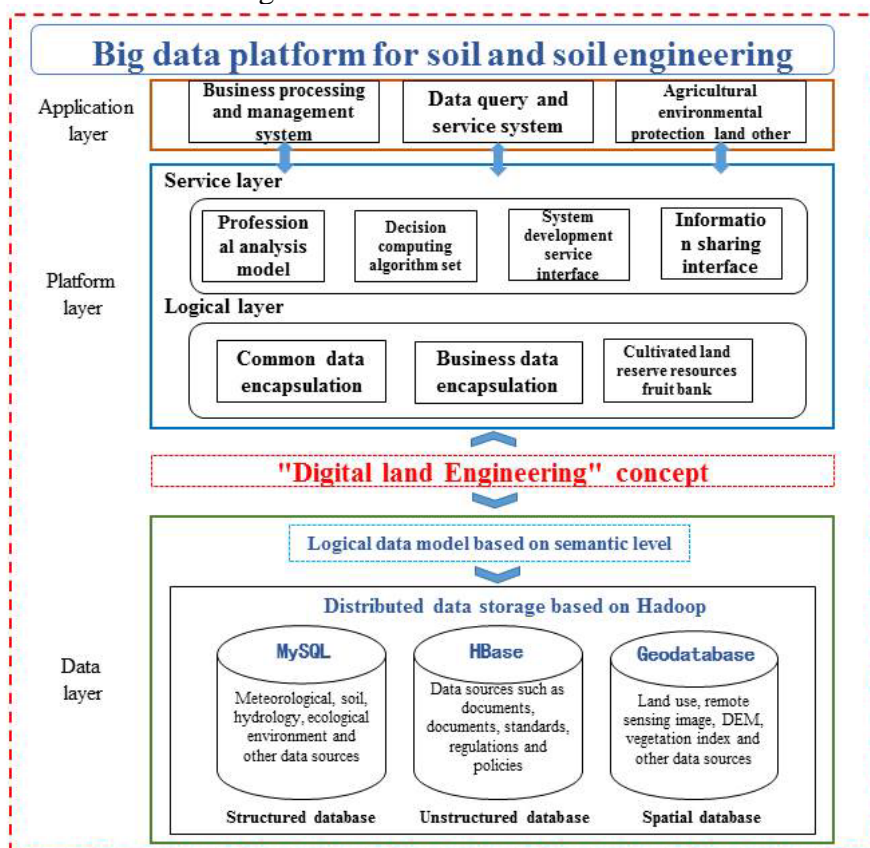 Big data platform for soil and soil engineering
Application
layer
Business processing
and management
system
Data query and
service system
Agricultural
environmental
protection land other
Platform
layer
Service layer
Profession
al analysis
model
Decision
computing
algorithm set
System
development
service
interface
Informatio
n sharing
interface
Logical layer
Common data
encapsulation
Business data
encapsulation
Cultivated land
reserve resources
fruit bank
"Digital land Engineering" concept
Data
layer
Logical data model based on semantic level
Distributed data storage based on Hadoop
MySQL
Meteorological, soil,
hydrology, ecological
environment and
other data sources
Structured database
HBase
Data sources such as
documents,
documents, standards,
regulations and
policies
Unstructured database
Geodatabase
Land use, remote
sensing image, DEM,
vegetation index and
other data sources
Spatial database